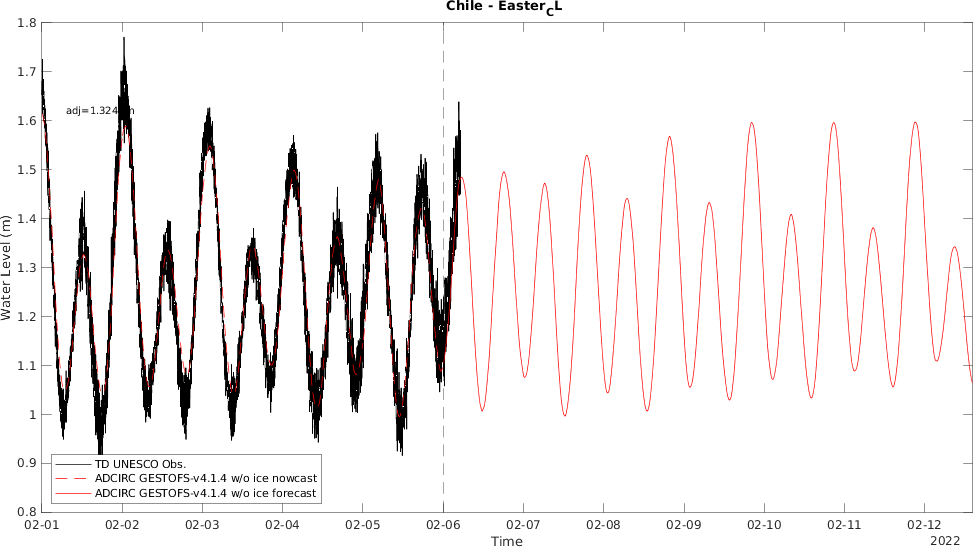 Chile - Easter_CL
1.8
1.7
1.6
1.5
1.4
1.3
1.2
1.1
1
0.9
0.8
Water Level (m)
adj=1.324 m
TD UNESCO Obs.
ADCIRC GESTOFS-v4.1.4 w/o ice nowcast
ADCIRC GESTOFS-v4.1.4 w/o ice forecast
02-01 02-02 02-03 02-04 02-05 02-06 02-07 02-08 02-09 02-10 02-11 02-12
Time
2022